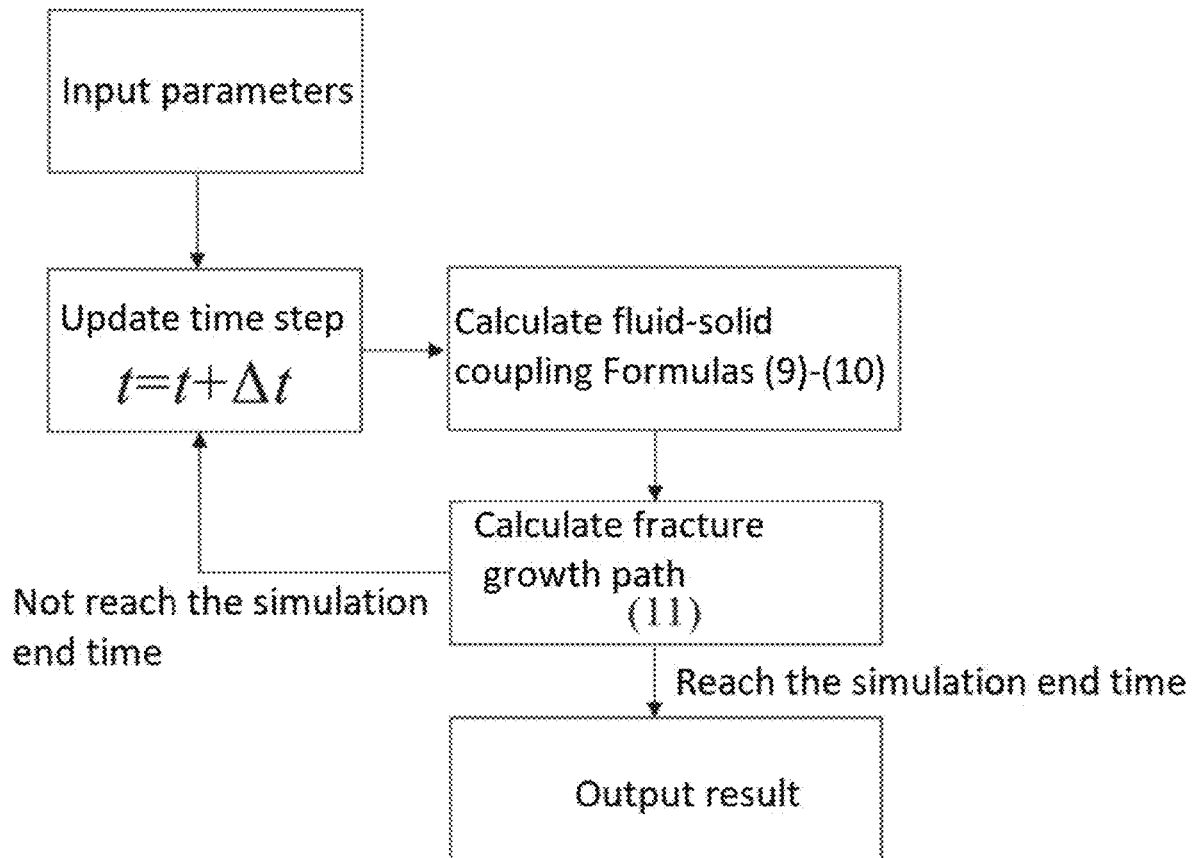 Input parameters
Update time step
t=t+Δt
Calculate fluid-solid
coupling Formulas (9)-(10)
Calculate fracture
growth path
(11)
Not reach the simulation
end time
Reach the simulation end time
Output result